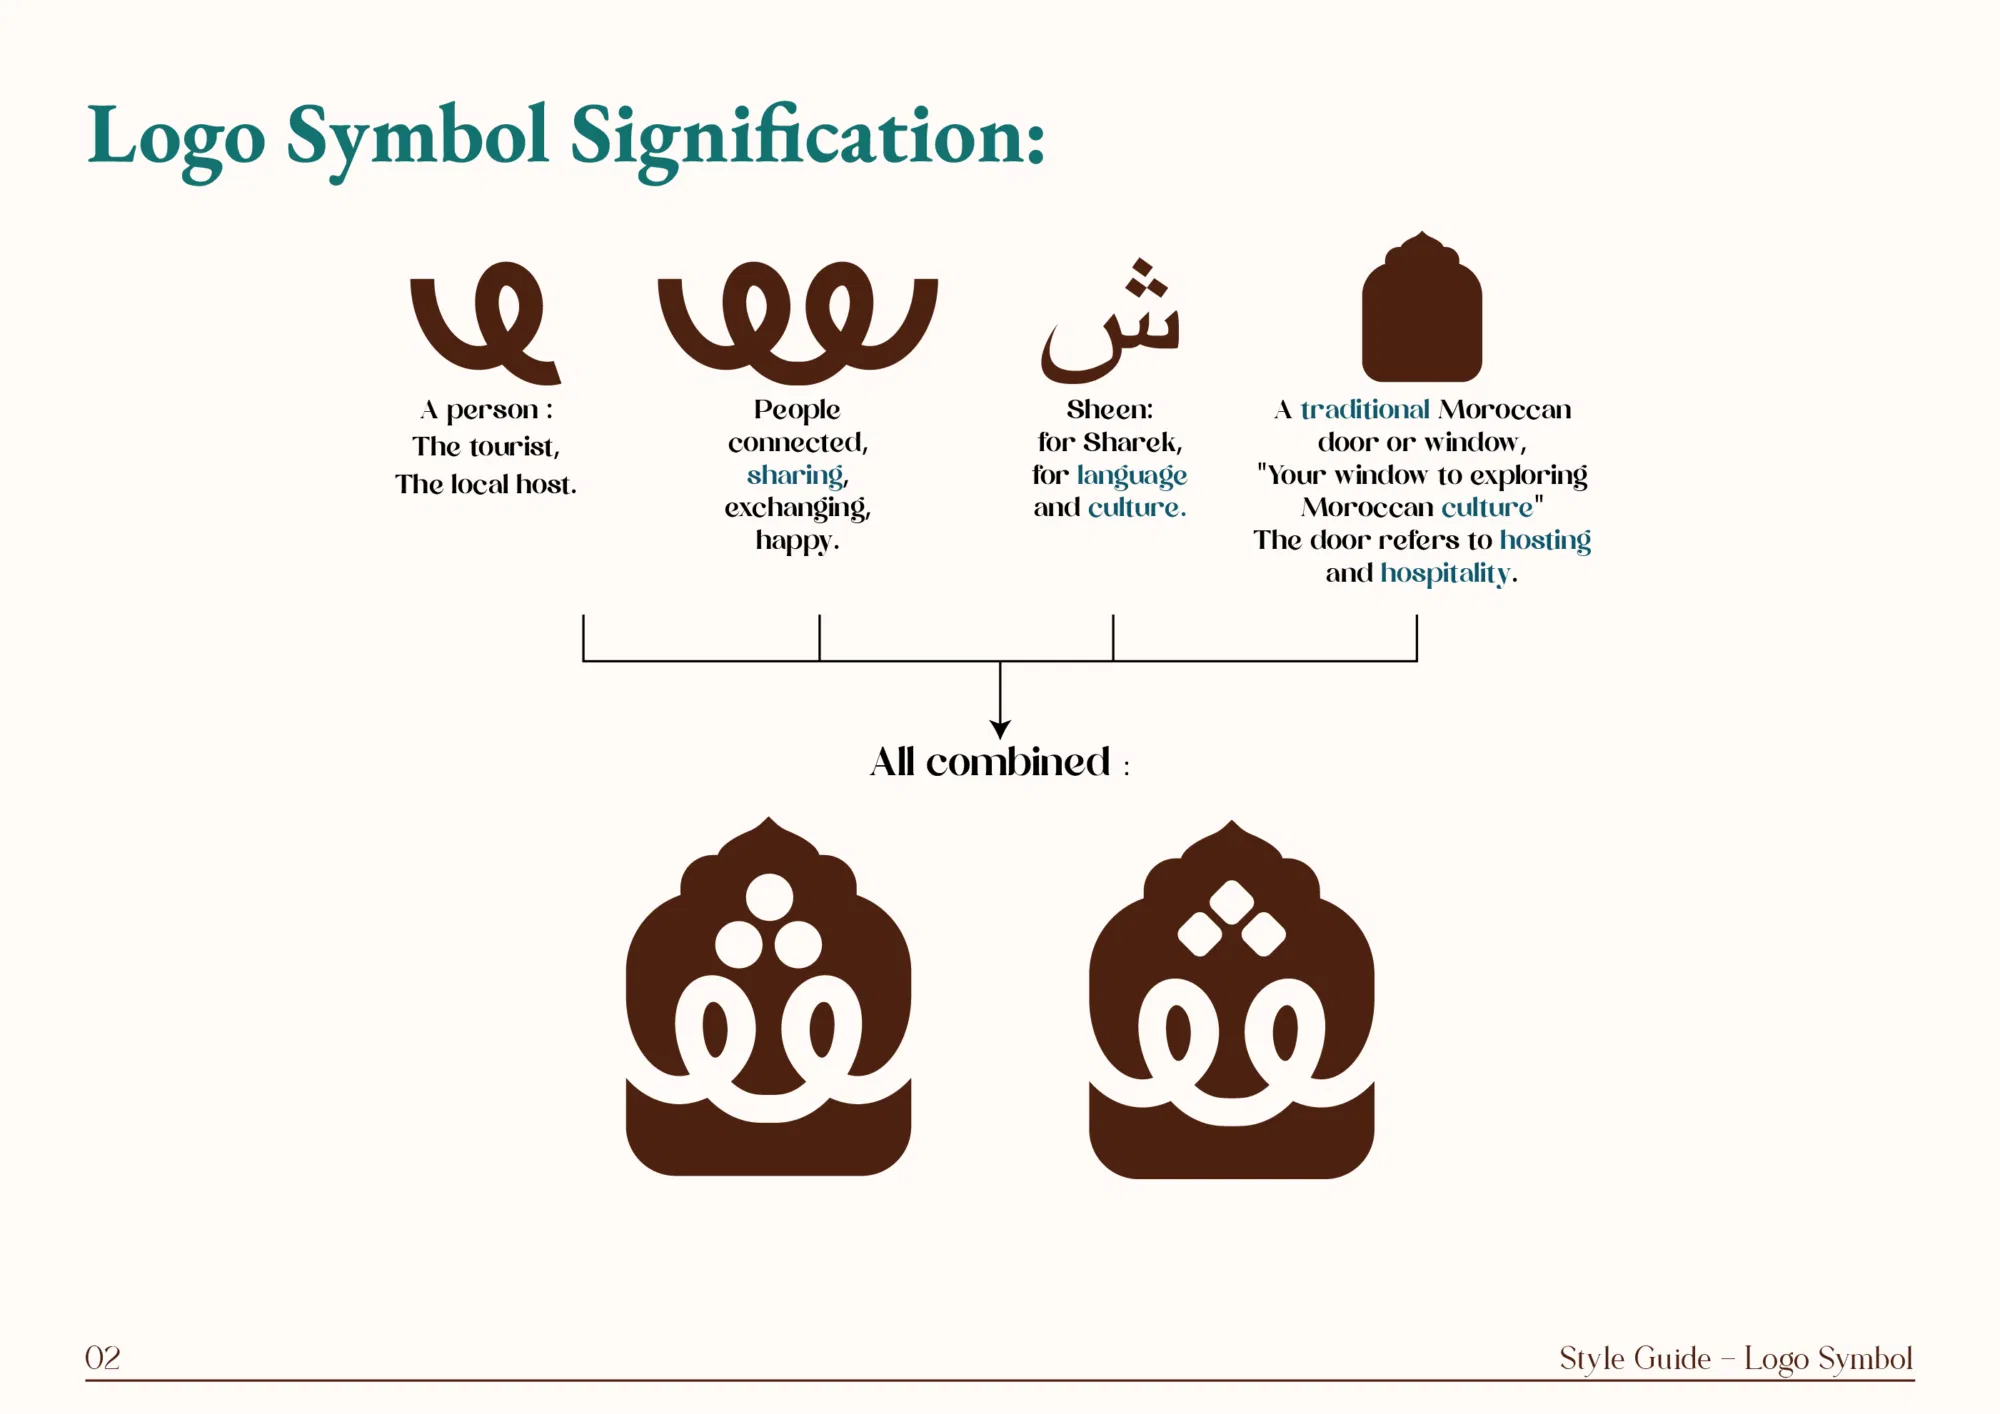 Logo Symbol Signification:
ش
A person :
The tourist,
The local host.
People
connected,
sharing,
exchanging,
happy.
Sheen:
for Sharek,
for language
and culture.
A traditional Moroccan
door or window,
"Your window to exploring
Moroccan culture"
The door refers to hosting
and hospitality.
All combined :
02
Style Guide – Logo Symbol